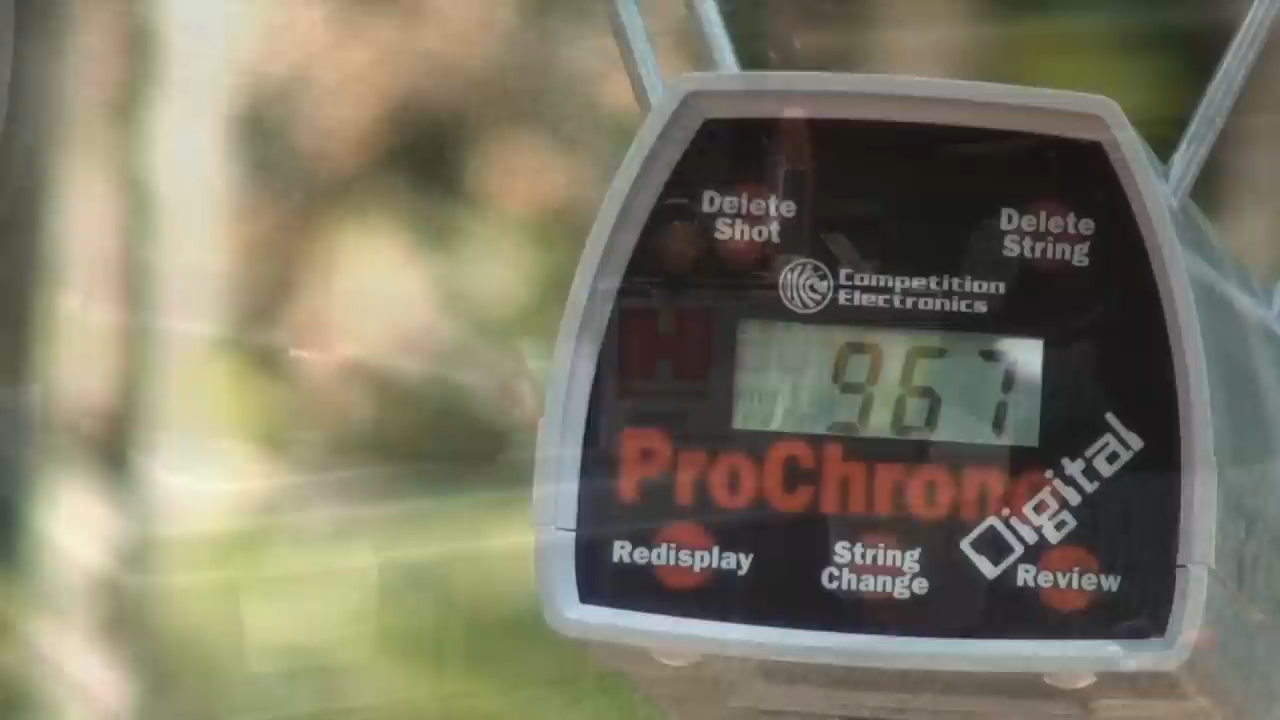 Delete
Shot
Delete
String
Competition
Electronics
H
967
ProChrono
Digital
Redisplay
String
Change
Review